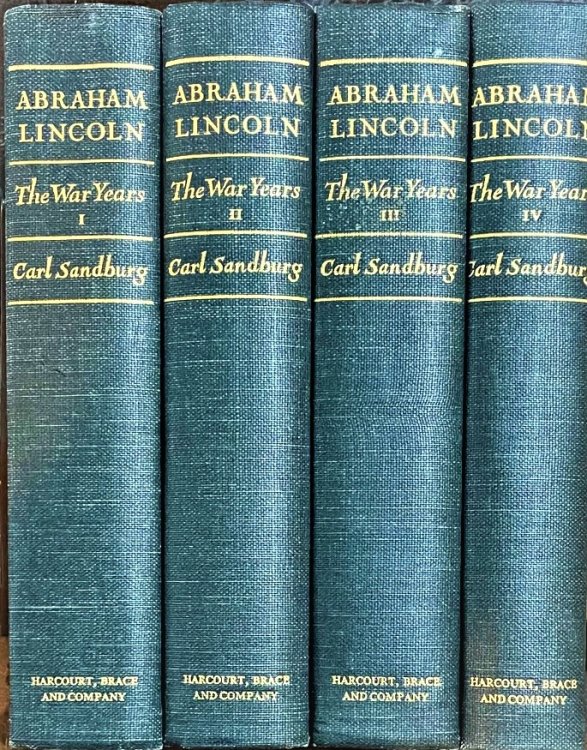 ABRAHAM
LINCOLN
The War Years
I
Carl Sandburg
HARCOURT, BRACE
AND COMPANY
ABRAHAM
LINCOLN
The War Years
II
Carl Sandburg
HARCOURT, BRACE
AND COMPANY
ABRAHAM
LINCOLN
The War Years
III
Carl Sandburg
HARCOURT, BRACE
AND COMPANY
ABRAHA
LINCOLN
The War Year
IV
Carl Sandburg
HARCOURT, BRACE
AND COMPANY